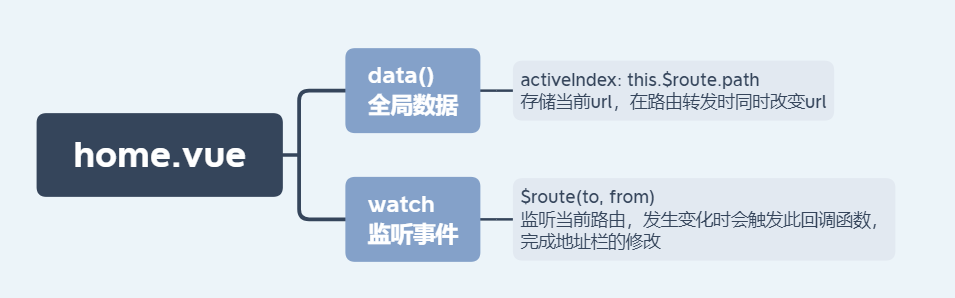 home.vue
data()
全局数据
activeIndex: this.$route.path
存储当前url，在路由转发时同时改变url
watch
监听事件
$route(to, from)
监听当前路由，发生变化时会触发此回调函数，
完成地址栏的修改